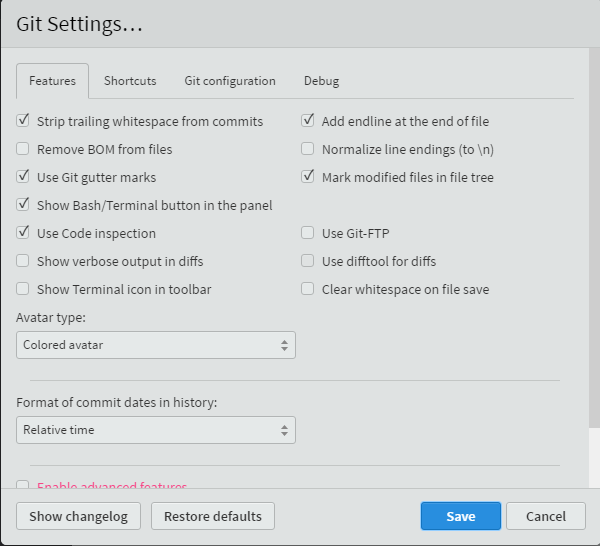 Git Settings...
Features Shortcuts Git configuration Debug
Strip trailing whitespace from commits Add endline at the end of file
Remove BOM from files Normalize line endings (to \n)
Use Git gutter marks Mark modified files in file tree
Show Bash/Terminal button in the panel
Use Code inspection Use Git-FTP
Show verbose output in diffs Use difftool for diffs
Show Terminal icon in toolbar Clear whitespace on file save
Avatar type:
Colored avatar
Format of commit dates in history:
Relative time
Enable advanced features
Show changelog Restore defaults Save Cancel